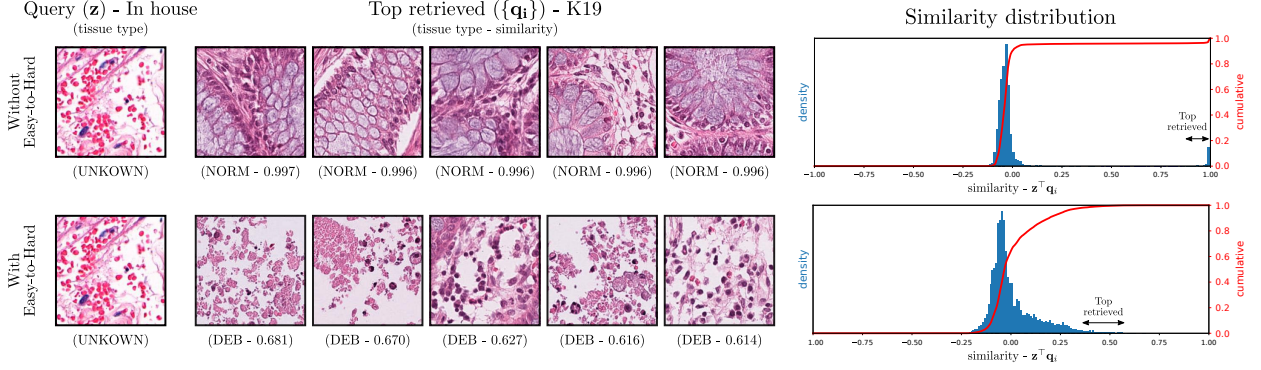 Query (z) - In house
(tissue type)
Top retrieved ({q_i}) - K19
(tissue type - similarity)
Similarity distribution
Without
Easy-to-Hard
(UNKOWN)
(NORM - 0.997)
(NORM - 0.996)
(NORM - 0.996)
(NORM - 0.996)
(NORM - 0.996)
density
cumulative
Top
retrieved
1.0
0.8
0.6
0.4
0.2
0.0
−1.00
−0.75
−0.50
−0.25
0.00
0.25
0.50
0.75
1.00
similarity - z⊤q_i
With
Easy-to-Hard
(UNKOWN)
(DEB - 0.681)
(DEB - 0.670)
(DEB - 0.627)
(DEB - 0.616)
(DEB - 0.614)
density
cumulative
Top
retrieved
1.0
0.8
0.6
0.4
0.2
0.0
1.00
−0.75
−0.50
−0.25
0.00
0.25
0.50
0.75
1.00
similarity - z⊤q_i